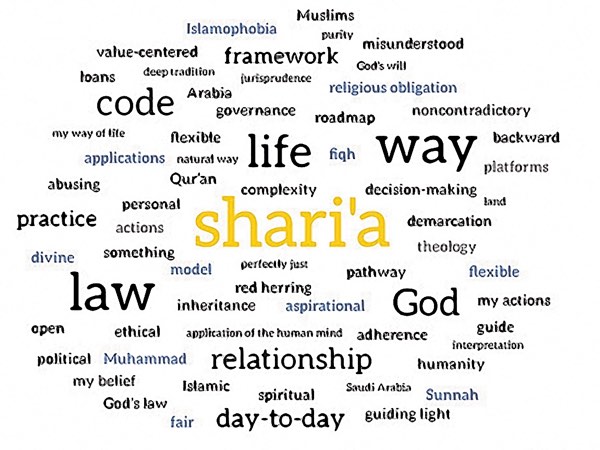 Muslims
Islamophobia
purity
value-centered
framework
misunderstood
God's will
loans
deep tradition
jurisprudence
religious obligation
code
Arabia
governance
roadmap
noncontradictory
my way of life
flexible
life
way
backward
applications
natural way
fiqh
platforms
abusing
Qur'an
complexity
decision-making
land
personal
practice
actions
shari'a
demarcation
theology
divine
something
model
perfectly just
pathway
flexible
law
red herring
inheritance
aspirational
God
my actions
open
ethical
application of the human mind
adherence
guide
interpretation
political
Muhammad
relationship
humanity
my belief
Islamic
spiritual
Saudi Arabia
Sunnah
God's law
fair
day-to-day
guiding light